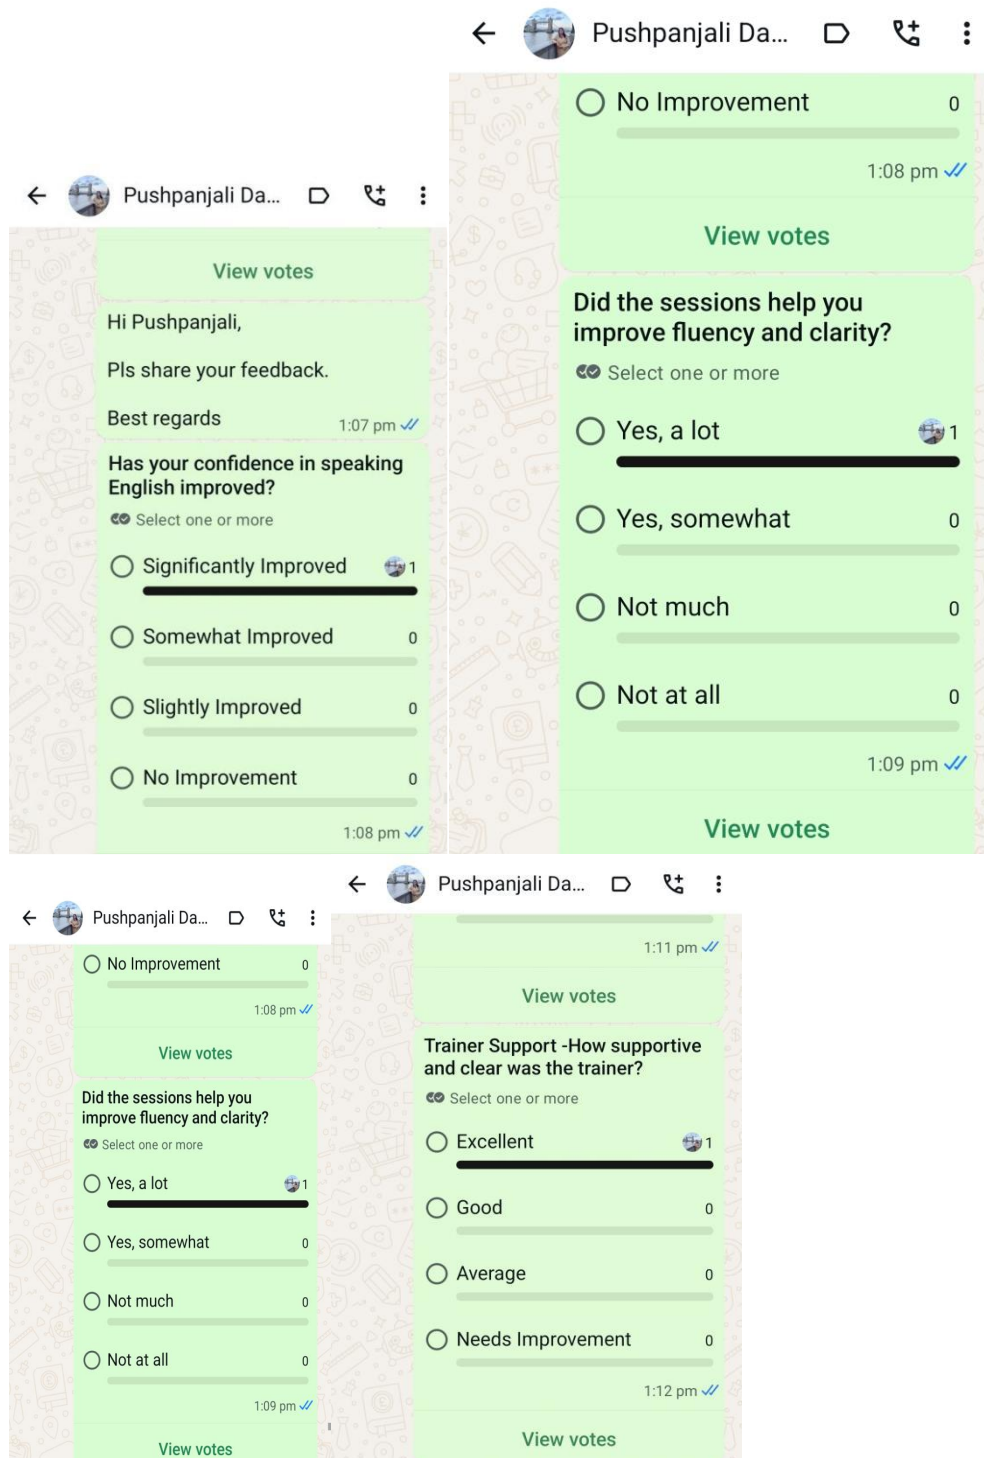 Pushpanjali Da...
View votes
Hi Pushpanjali,
Pls share your feedback.
Best regards
1:07 pm
Has your confidence in speaking
English improved?
Select one or more
Significantly Improved 1
Somewhat Improved 0
Slightly Improved 0
No Improvement 0
1:08 pm
Pushpanjali Da...
No Improvement 0
1:08 pm
View votes
Did the sessions help you
improve fluency and clarity?
Select one or more
Yes, a lot 1
Yes, somewhat 0
Not much 0
Not at all 0
1:09 pm
View votes
Pushpanjali Da...
No Improvement 0
1:08 pm
View votes
Did the sessions help you
improve fluency and clarity?
Select one or more
Yes, a lot 1
Yes, somewhat 0
Not much 0
Not at all 0
1:09 pm
View votes
Pushpanjali Da...
1:11 pm
View votes
Trainer Support -How supportive
and clear was the trainer?
Select one or more
Excellent 1
Good 0
Average 0
Needs Improvement 0
1:12 pm
View votes